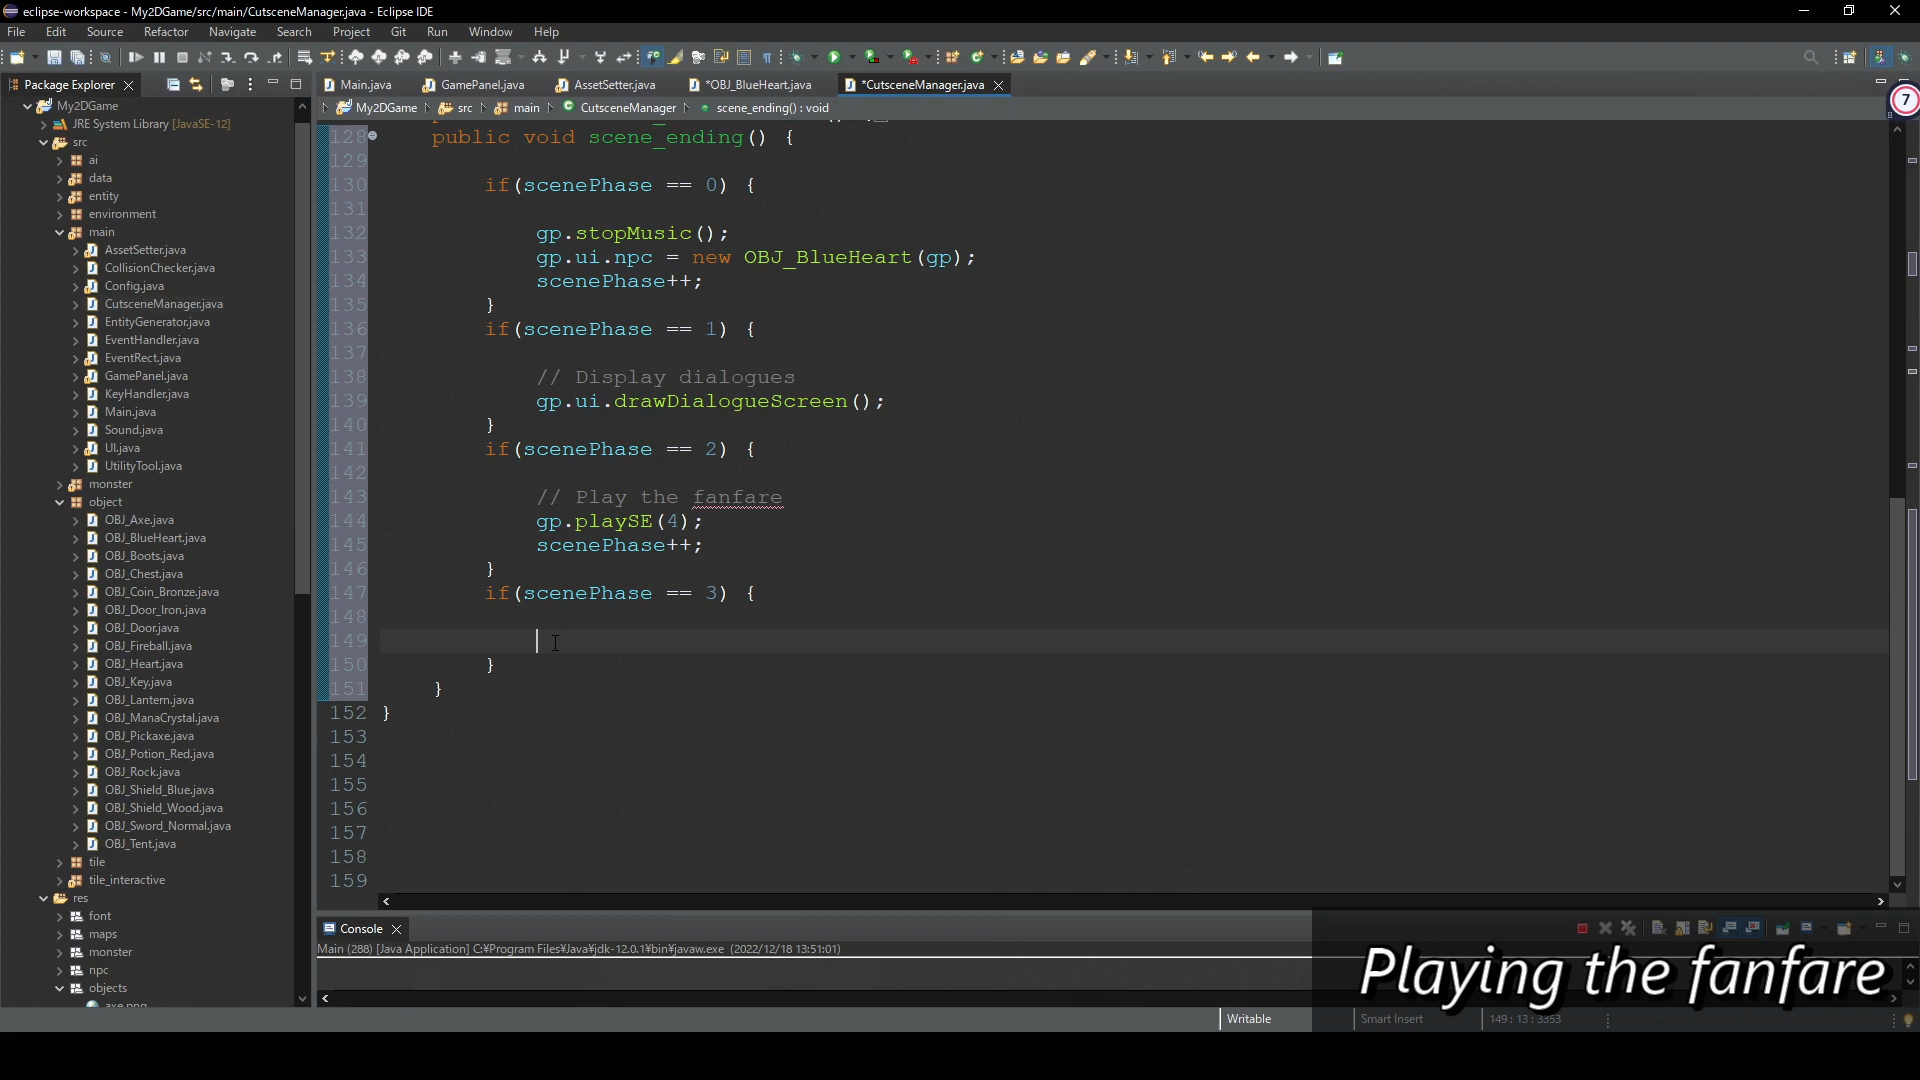 eclipse-workspace - My2DGame/src/main/CutsceneManager.java - Eclipse IDE
File Edit Source Refactor Navigate Search Project Git Run Window Help
Package Explorer
Main.java GamePanel.java AssetSetter.java *OBJ_BlueHeart.java *CutsceneManager.java
7
My2DGame src main CutsceneManager scene_ending() : void
My2DGame
JRE System Library [JavaSE-12]
src
ai
data
entity
environment
main
AssetSetter.java
CollisionChecker.java
Config.java
CutsceneManager.java
EntityGenerator.java
EventHandler.java
EventRect.java
GamePanel.java
KeyHandler.java
Main.java
Sound.java
UI.java
UtilityTool.java
monster
object
OBJ_Axe.java
OBJ_BlueHeart.java
OBJ_Boots.java
OBJ_Chest.java
OBJ_Coin_Bronze.java
OBJ_Door_Iron.java
OBJ_Door.java
OBJ_Fireball.java
OBJ_Heart.java
OBJ_Key.java
OBJ_Lantern.java
OBJ_ManaCrystal.java
OBJ_Pickaxe.java
OBJ_Potion_Red.java
OBJ_Rock.java
OBJ_Shield_Blue.java
OBJ_Shield_Wood.java
OBJ_Sword_Normal.java
OBJ_Tent.java
tile
tile_interactive
res
font
maps
monster
npc
objects
axe.png
128 public void scene_ending() {
129
130 if(scenePhase == 0) {
131
132 gp.stopMusic();
133 gp.ui.npc = new OBJ_BlueHeart(gp);
134 scenePhase++;
135 }
136 if(scenePhase == 1) {
137
138 // Display dialogues
139 gp.ui.drawDialogueScreen();
140 }
141 if(scenePhase == 2) {
142
143 // Play the fanfare
144 gp.playSE(4);
145 scenePhase++;
146 }
147 if(scenePhase == 3) {
148
149
150 }
151 }
152 }
153
154
155
156
157
158
159
Console
Main (288) [Java Application] C:¥Program Files¥Java¥jdk-12.0.1¥bin¥javaw.exe (2022/12/18 13:51:01)
Playing the fanfare
Writable Smart Insert 149 : 13 : 3353